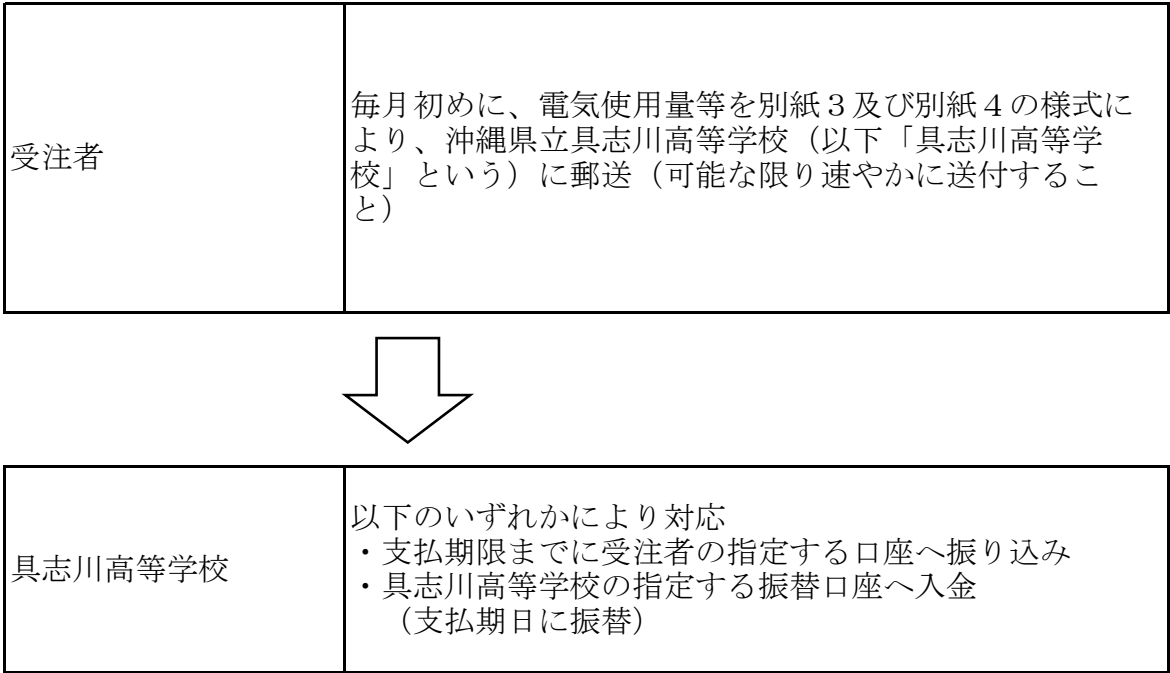 受注者
毎月初めに、電気使用量等を別紙３及び別紙４の様式に
より、沖縄県立具志川高等学校（以下「具志川高等学
校」という）に郵送（可能な限り速やかに送付するこ
と）
具志川高等学校
以下のいずれかにより対応
・支払期限までに受注者の指定する口座へ振り込み
・具志川高等学校の指定する振替口座へ入金
（支払期日に振替）